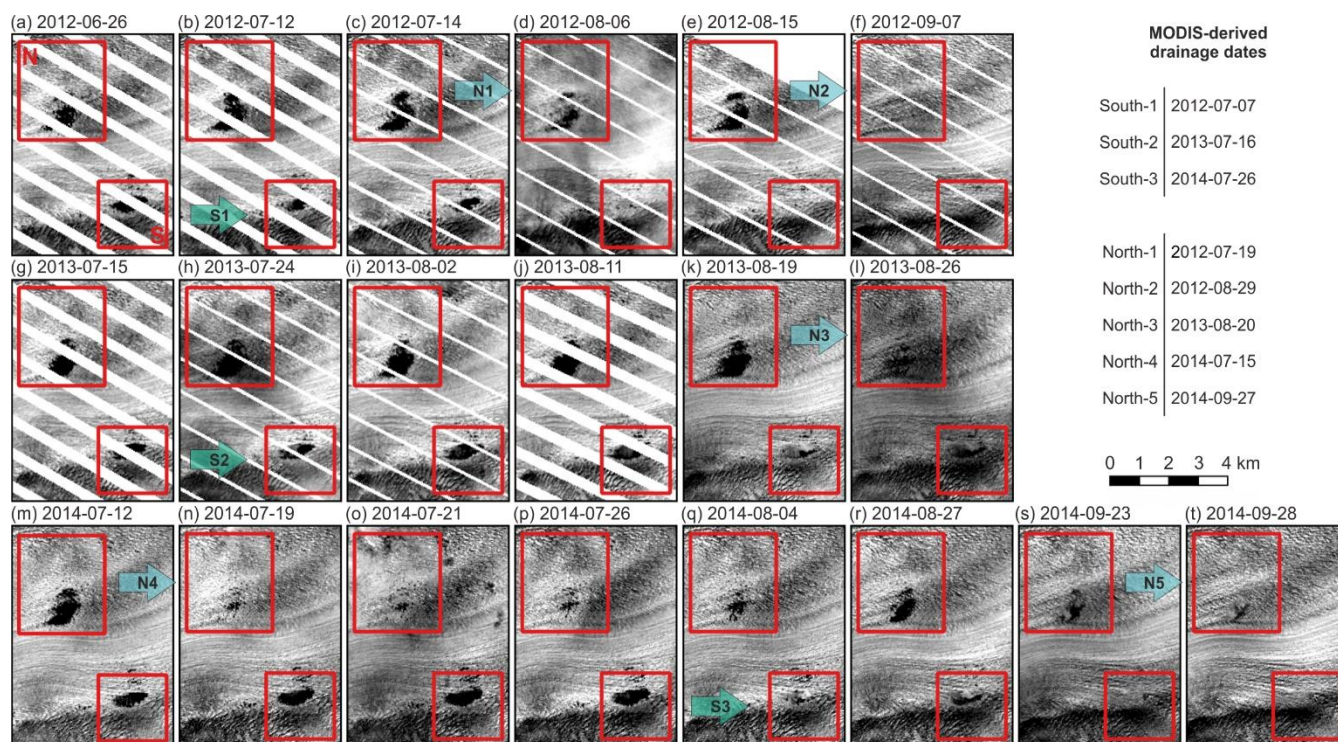 (a) 2012-06-26 (b) 2012-07-12 (c) 2012-07-14 (d) 2012-08-06 (e) 2012-08-15 (f) 2012-09-07
N
N1
N2
S1
S
(g) 2013-07-15 (h) 2013-07-24 (i) 2013-08-02 (j) 2013-08-11 (k) 2013-08-19 (l) 2013-08-26
N3
S2
(m) 2014-07-12 (n) 2014-07-19 (o) 2014-07-21 (p) 2014-07-26 (q) 2014-08-04 (r) 2014-08-27 (s) 2014-09-23 (t) 2014-09-28
N4
N5
S3
MODIS-derived
drainage dates
South-1 2012-07-07
South-2 2013-07-16
South-3 2014-07-26
North-1 2012-07-19
North-2 2012-08-29
North-3 2013-08-20
North-4 2014-07-15
North-5 2014-09-27
0 1 2 3 4 km